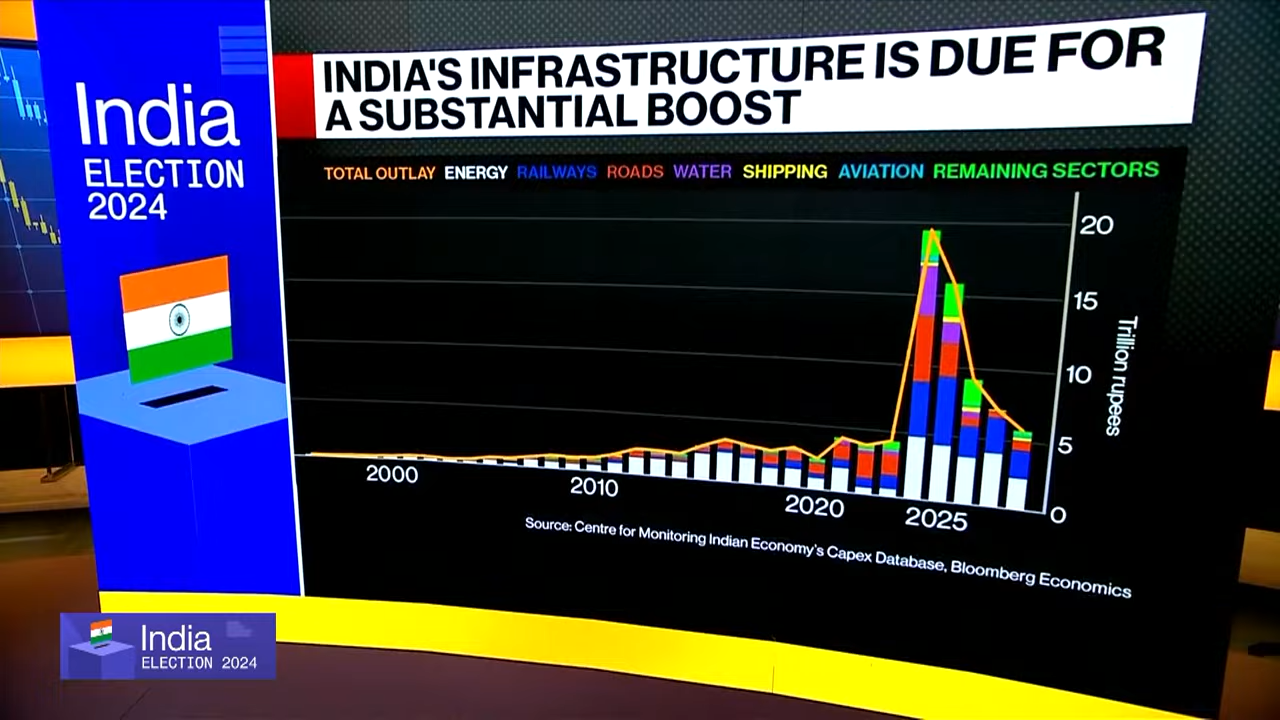 India
ELECTION
2024
INDIA'S INFRASTRUCTURE IS DUE FOR
A SUBSTANTIAL BOOST
TOTAL OUTLAY ENERGY RAILWAYS ROADS WATER SHIPPING AVIATION REMAINING SECTORS
20
15
10
5
0
Trillion rupees
2000
2010
2020
2025
Source: Centre for Monitoring Indian Economy's Capex Database, Bloomberg Economics
India
ELECTION 2024